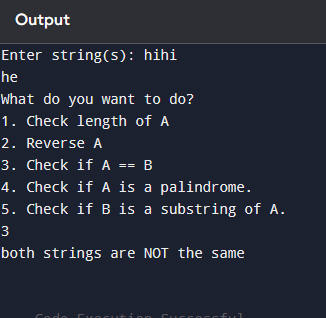 Output
Enter string(s): hihi
he
What do you want to do?
1. Check length of A
2. Reverse A
3. Check if A == B
4. Check if A is a palindrome.
5. Check if B is a substring of A.
3
both strings are NOT the same
Code Execution Successful